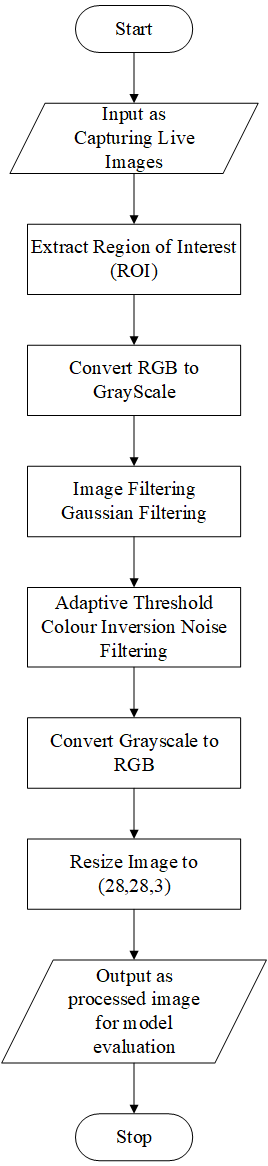 Start
Input as
Capturing Live
Images
Extract Region of Interest
(ROI)
Convert RGB to
GrayScale
Image Filtering
Gaussian Filtering
Adaptive Threshold
Colour Inversion Noise
Filtering
Convert Grayscale to
RGB
Resize Image to
(28,28,3)
Output as
processed image
for model
evaluation
Stop